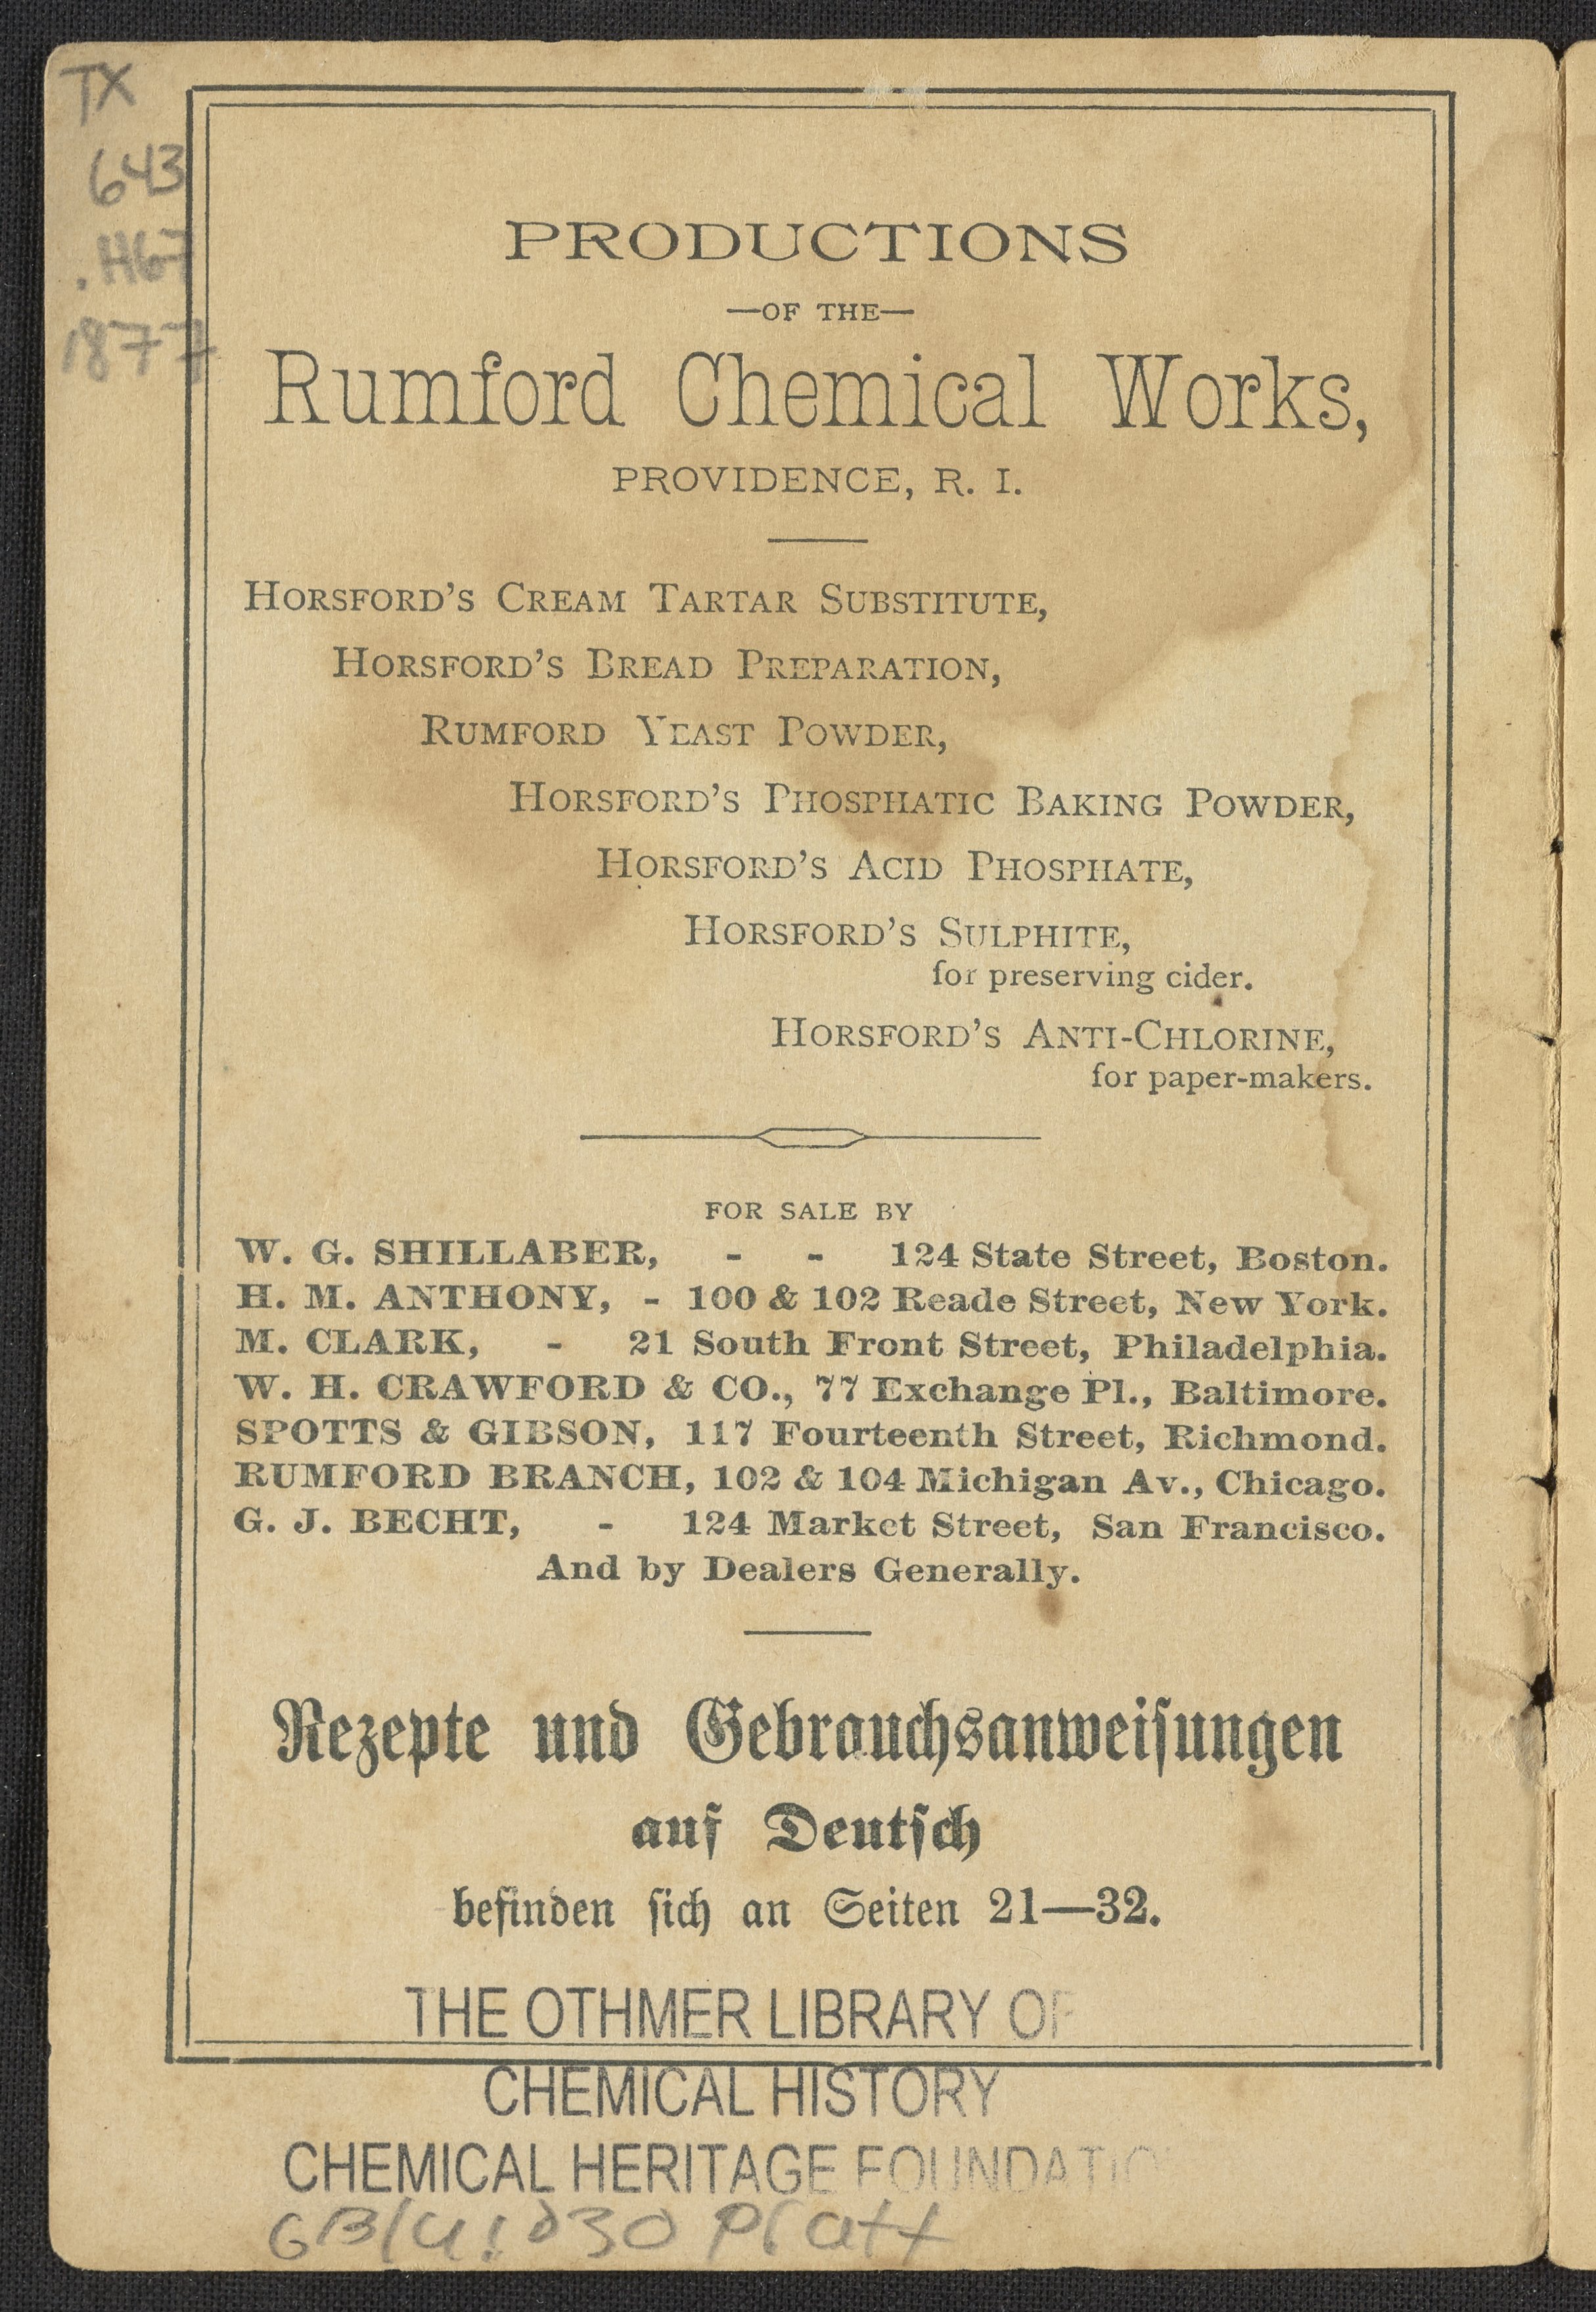 TX
643
.H67
1877
PRODUCTIONS
—OF THE—
Rumford Chemical Works,
PROVIDENCE, R. I.
HORSFORD'S CREAM TARTAR SUBSTITUTE,
HORSFORD'S BREAD PREPARATION,
RUMFORD YEAST POWDER,
HORSFORD'S PHOSPHATIC BAKING POWDER,
HORSFORD'S ACID PHOSPHATE,
HORSFORD'S SULPHITE,
for preserving cider.
HORSFORD'S ANTI-CHLORINE,
for paper-makers.
FOR SALE BY
W. G. SHILLABER, - - 124 State Street, Boston.
H. M. ANTHONY, - 100 & 102 Reade Street, New York.
M. CLARK, - 21 South Front Street, Philadelphia.
W. H. CRAWFORD & CO., 77 Exchange Pl., Baltimore.
SPOTTS & GIBSON, 117 Fourteenth Street, Richmond.
RUMFORD BRANCH, 102 & 104 Michigan Av., Chicago.
G. J. BECHT, - 124 Market Street, San Francisco.
And by Dealers Generally.
Rezepte und Gebrauchsanweiſungen
auf Deutſch
befinden ſich an Seiten 21—32.
THE OTHMER LIBRARY OF
CHEMICAL HISTORY
CHEMICAL HERITAGE FOUNDATIO
Pratt